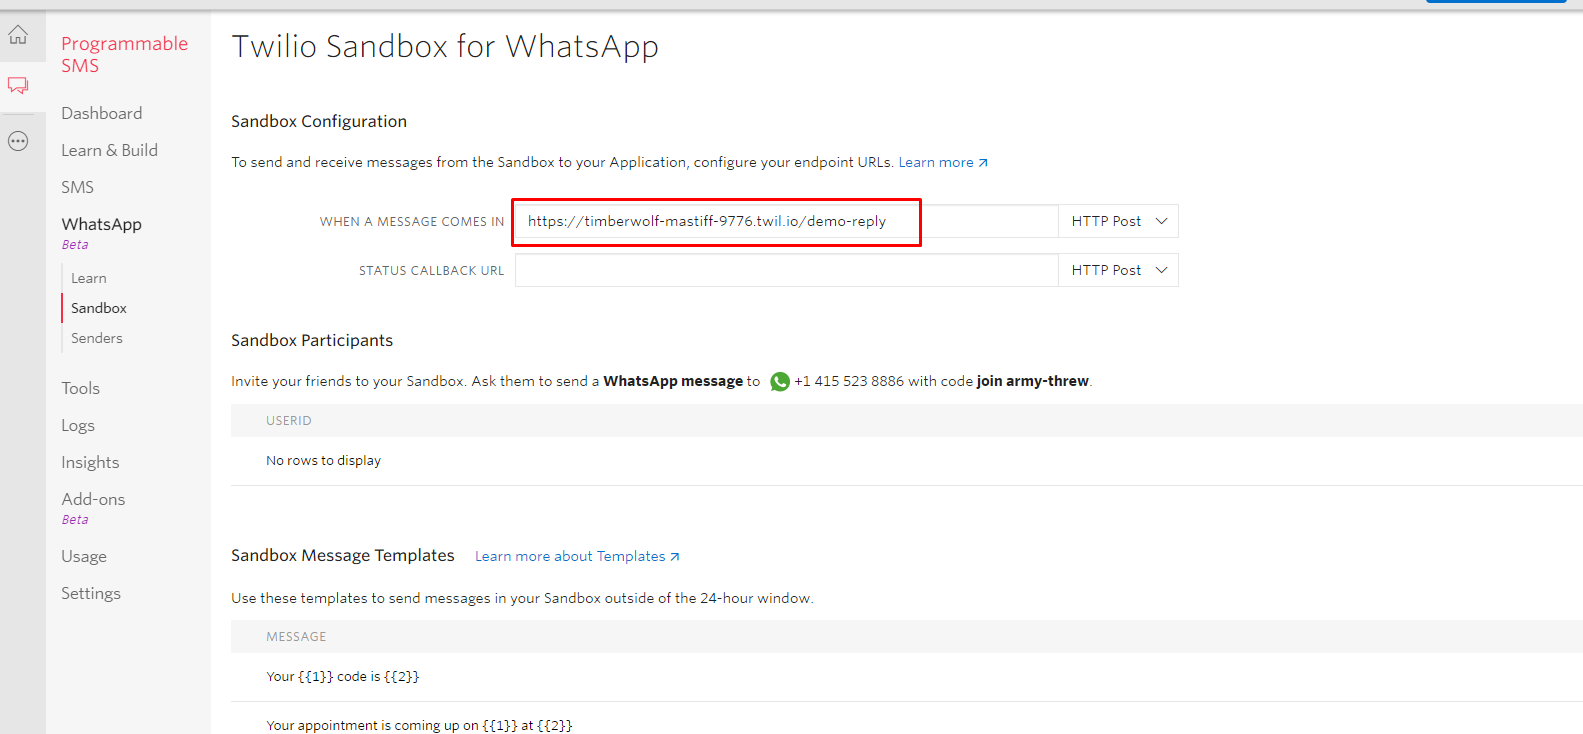 Programmable
SMS
Dashboard
Learn & Build
SMS
WhatsApp
Beta
Learn
Sandbox
Senders
Tools
Logs
Insights
Add-ons
Beta
Usage
Settings
Twilio Sandbox for WhatsApp
Sandbox Configuration
To send and receive messages from the Sandbox to your Application, configure your endpoint URLs. Learn more
WHEN A MESSAGE COMES IN https://timberwolf-mastiff-9776.twil.io/demo-reply HTTP Post
STATUS CALLBACK URL HTTP Post
Sandbox Participants
Invite your friends to your Sandbox. Ask them to send a WhatsApp message to +1 415 523 8886 with code join army-threw.
USERID
No rows to display
Sandbox Message Templates Learn more about Templates
Use these templates to send messages in your Sandbox outside of the 24-hour window.
MESSAGE
Your {{1}} code is {{2}}
Your appointment is coming up on {{1}} at {{2}}